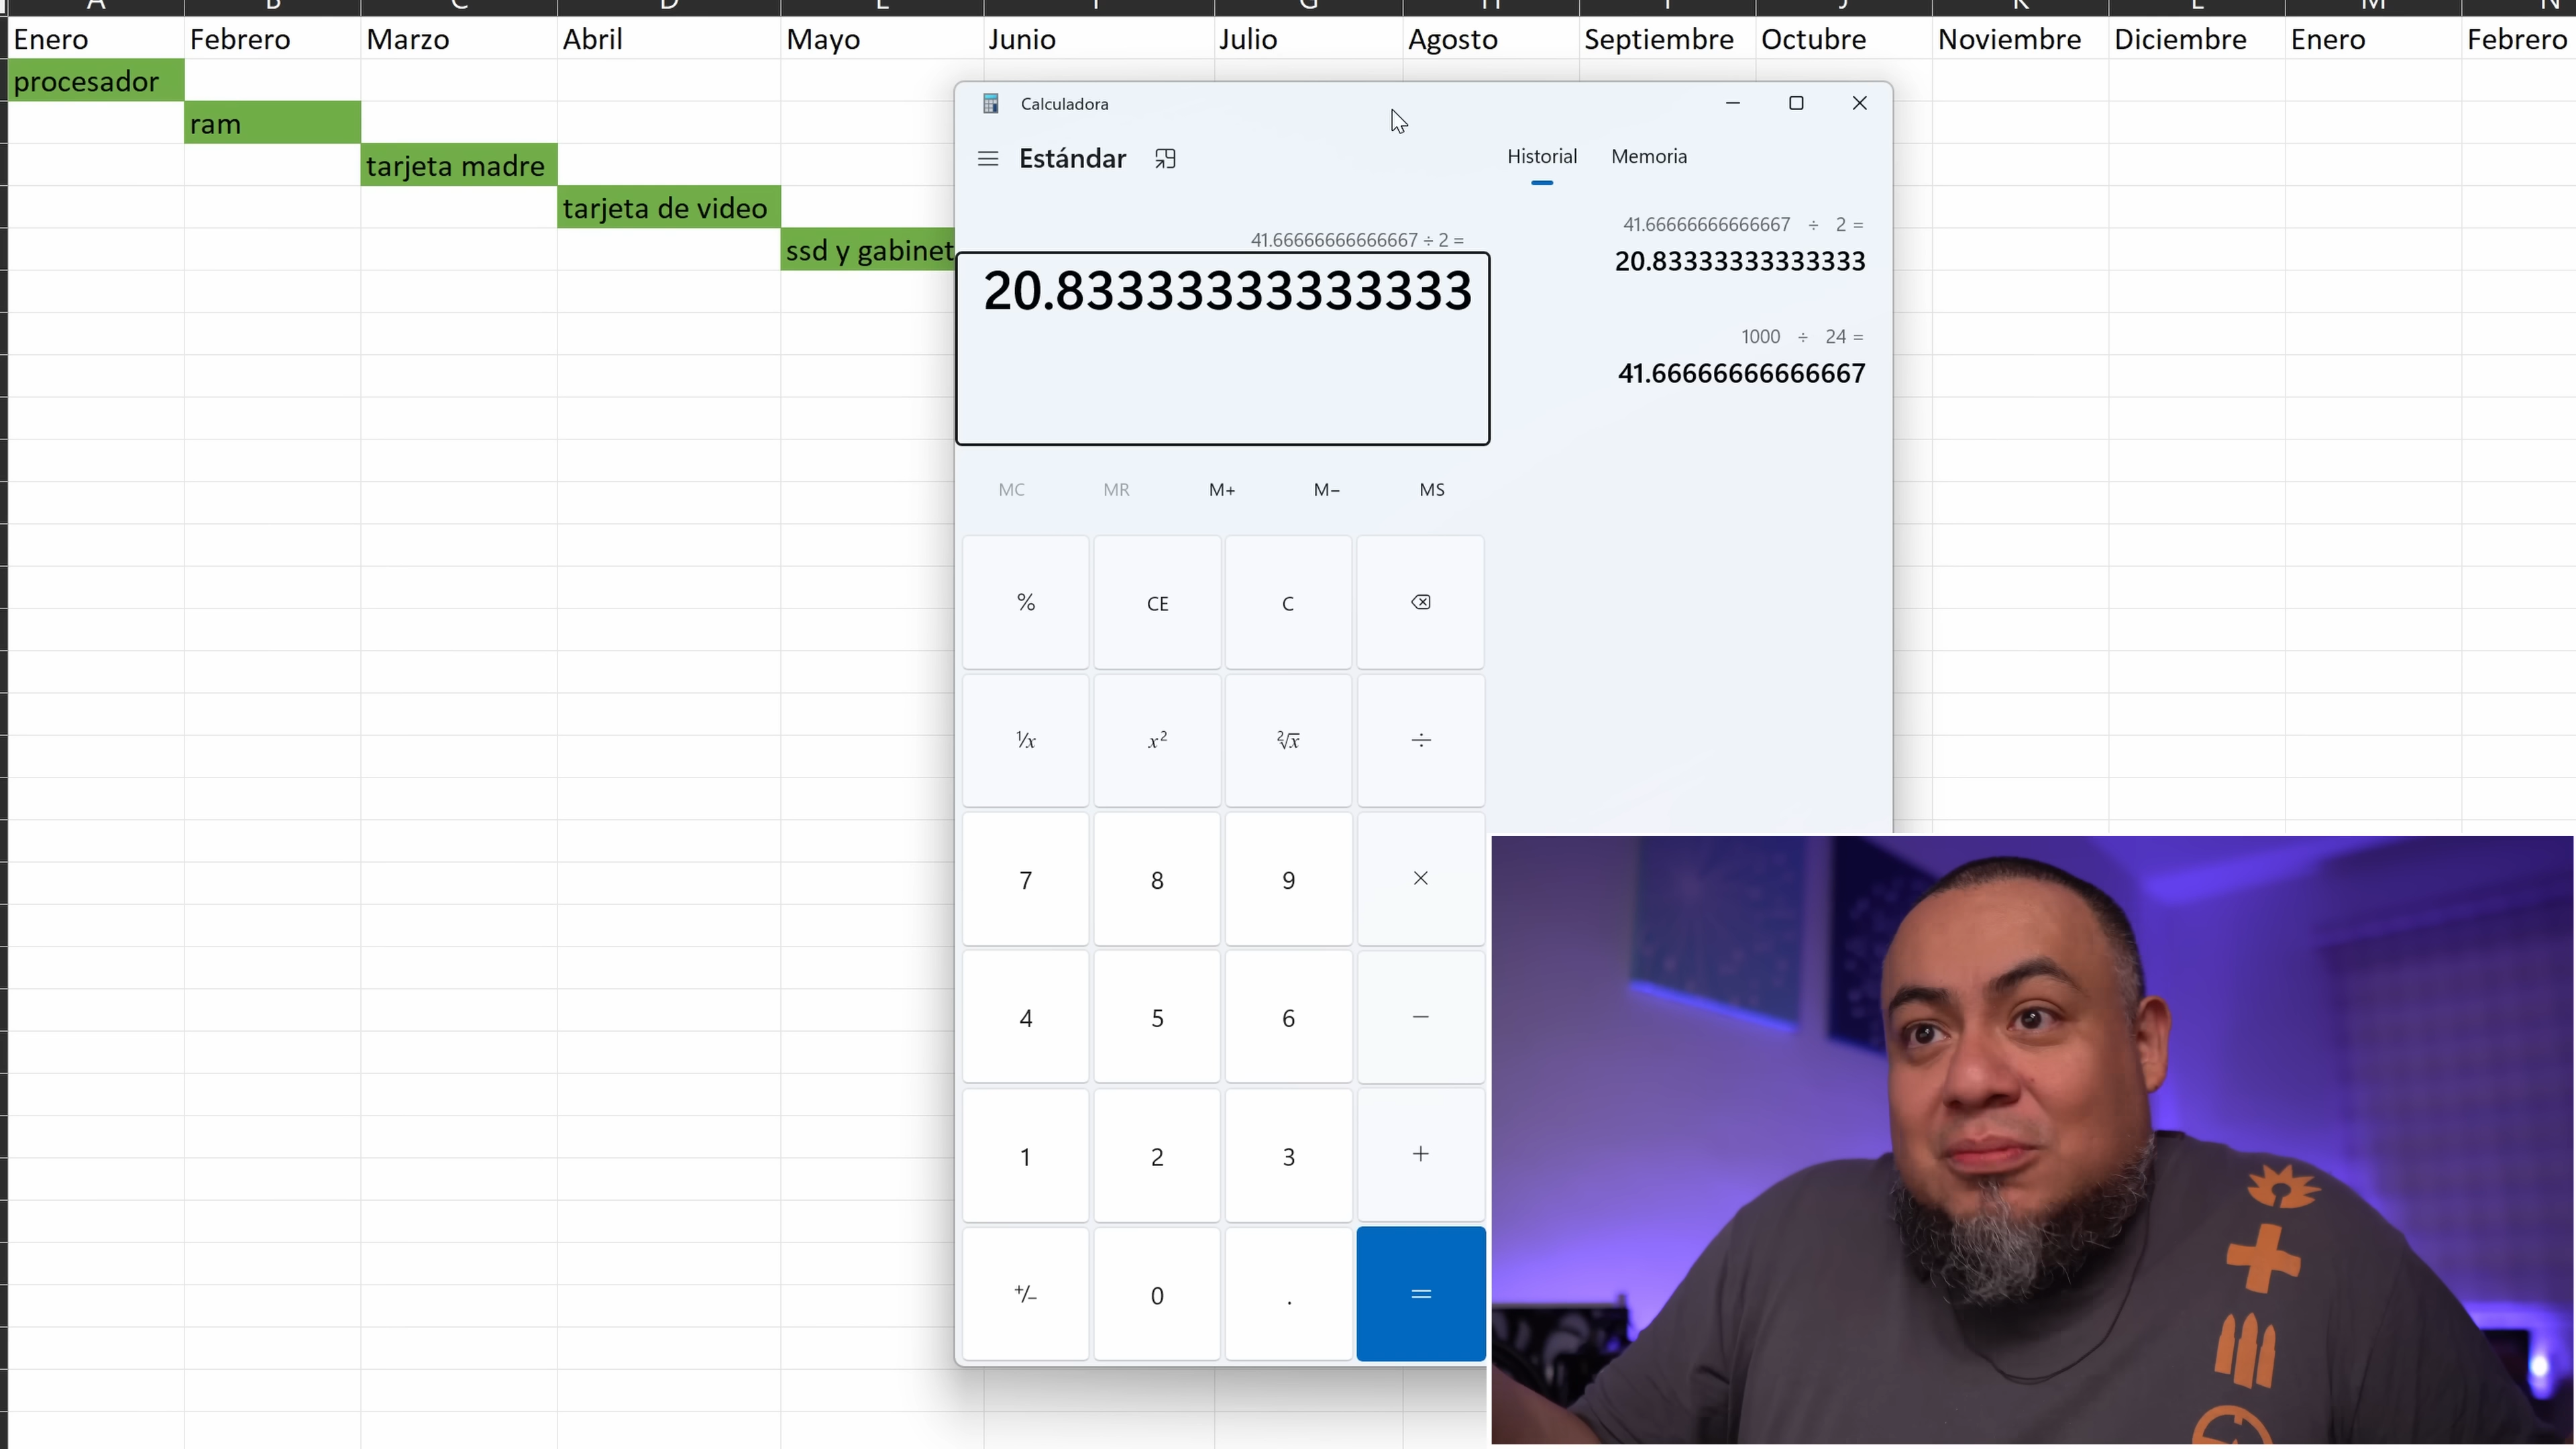 Enero Febrero Marzo Abril Mayo Junio Julio Agosto Septiembre Octubre Noviembre Diciembre Enero Febrero
procesador
ram
tarjeta madre
tarjeta de video
ssd y gabinet
Calculadora
Estándar
Historial Memoria
41.66666666666667 ÷ 2 =
20.83333333333333
41.66666666666667 ÷ 2 =
20.83333333333333
1000 ÷ 24 =
41.66666666666667
MC MR M+ M− MS
% CE C
¹⁄x x² ²√x ÷
7 8 9 ×
4 5 6 −
1 2 3 +
+/− 0 . =